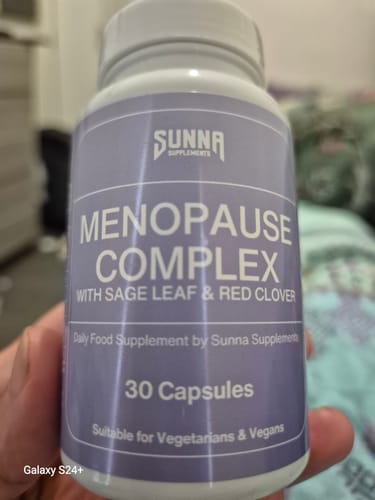 SUNNA
SUPPLEMENTS
MENOPAUSE
COMPLEX
WITH SAGE LEAF & RED CLOVER
Daily Food Supplement by Sunna Supplements
30 Capsules
Suitable for Vegetarians & Vegans
Galaxy S24+